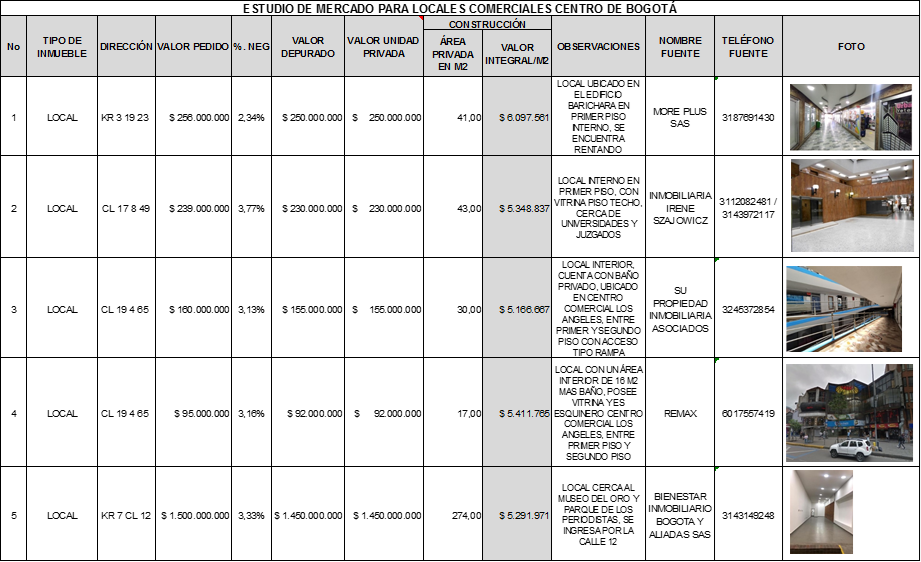 ESTUDIO DE MERCADO PARA LOCALES COMERCIALES CENTRO DE BOGOTÁ
No
TIPO DE
INMUEBLE
DIRECCIÓN
VALOR PEDIDO
%. NEG
VALOR
DEPURADO
VALOR UNIDAD
PRIVADA
CONSTRUCCIÓN
ÁREA
PRIVADA
EN M2
VALOR
INTEGRAL/M2
OBSERVACIONES
NOMBRE
FUENTE
TELÉFONO
FUENTE
FOTO
1
LOCAL
KR 3 19 23
$ 256.000.000
2,34%
$ 250.000.000
$ 250.000.000
41,00
$ 6.097.561
LOCAL UBICADO EN
EL EDIFICIO
BARICHARA EN
PRIMER PISO
INTERNO, SE
ENCUENTRA
RENTANDO
MORE PLUS
SAS
3187691430
2
LOCAL
CL 17 8 49
$ 239.000.000
3,77%
$ 230.000.000
$ 230.000.000
43,00
$ 5.348.837
LOCAL INTERNO EN
PRIMER PISO, CON
VITRINA PISO TECHO,
CERCA DE
UNIVERSIDADES Y
JUZGADOS
INMOBILIARIA
IRENE
SZAJOWICZ
3112082481 /
3143972117
3
LOCAL
CL 19 4 65
$ 160.000.000
3,13%
$ 155.000.000
$ 155.000.000
30,00
$ 5.166.667
LOCAL INTERIOR,
CUENTA CON BAÑO
PRIVADO, UBICADO
EN CENTRO
COMERCIAL LOS
ANGELES, ENTRE
PRIMER Y SEGUNDO
PISO CON ACCESO
TIPO RAMPA
SU
PROPIEDAD
INMOBILIARIA
ASOCIADOS
3245372854
4
LOCAL
CL 19 4 65
$ 95.000.000
3,16%
$ 92.000.000
$ 92.000.000
17,00
$ 5.411.765
LOCAL CON UN ÁREA
INTERIOR DE 16 M2
MAS BAÑO, POSEE
VITRINA Y ES
ESQUINERO CENTRO
COMERCIAL LOS
ANGELES, ENTRE
PRIMER PISO Y
SEGUNDO PISO
REMAX
6017557419
5
LOCAL
KR 7 CL 12
$ 1.500.000.000
3,33%
$ 1.450.000.000
$ 1.450.000.000
274,00
$ 5.291.971
LOCAL CERCA AL
MUSEO DEL ORO Y
PARQUE DE LOS
PERIODISTAS, SE
INGRESA POR LA
CALLE 12
BIENESTAR
INMOBILIARIO
BOGOTA Y
ALIADAS SAS
3143149248